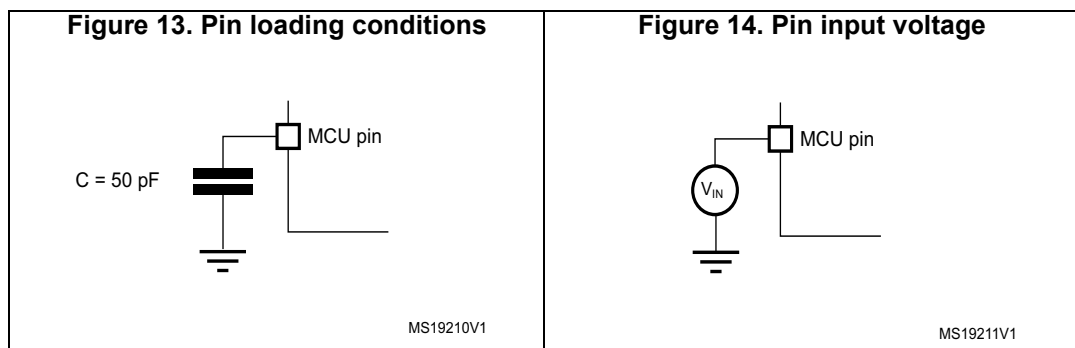 Figure 13. Pin loading conditions
MCU pin
C = 50 pF
MS19210V1
Figure 14. Pin input voltage
MCU pin
VIN
MS19211V1